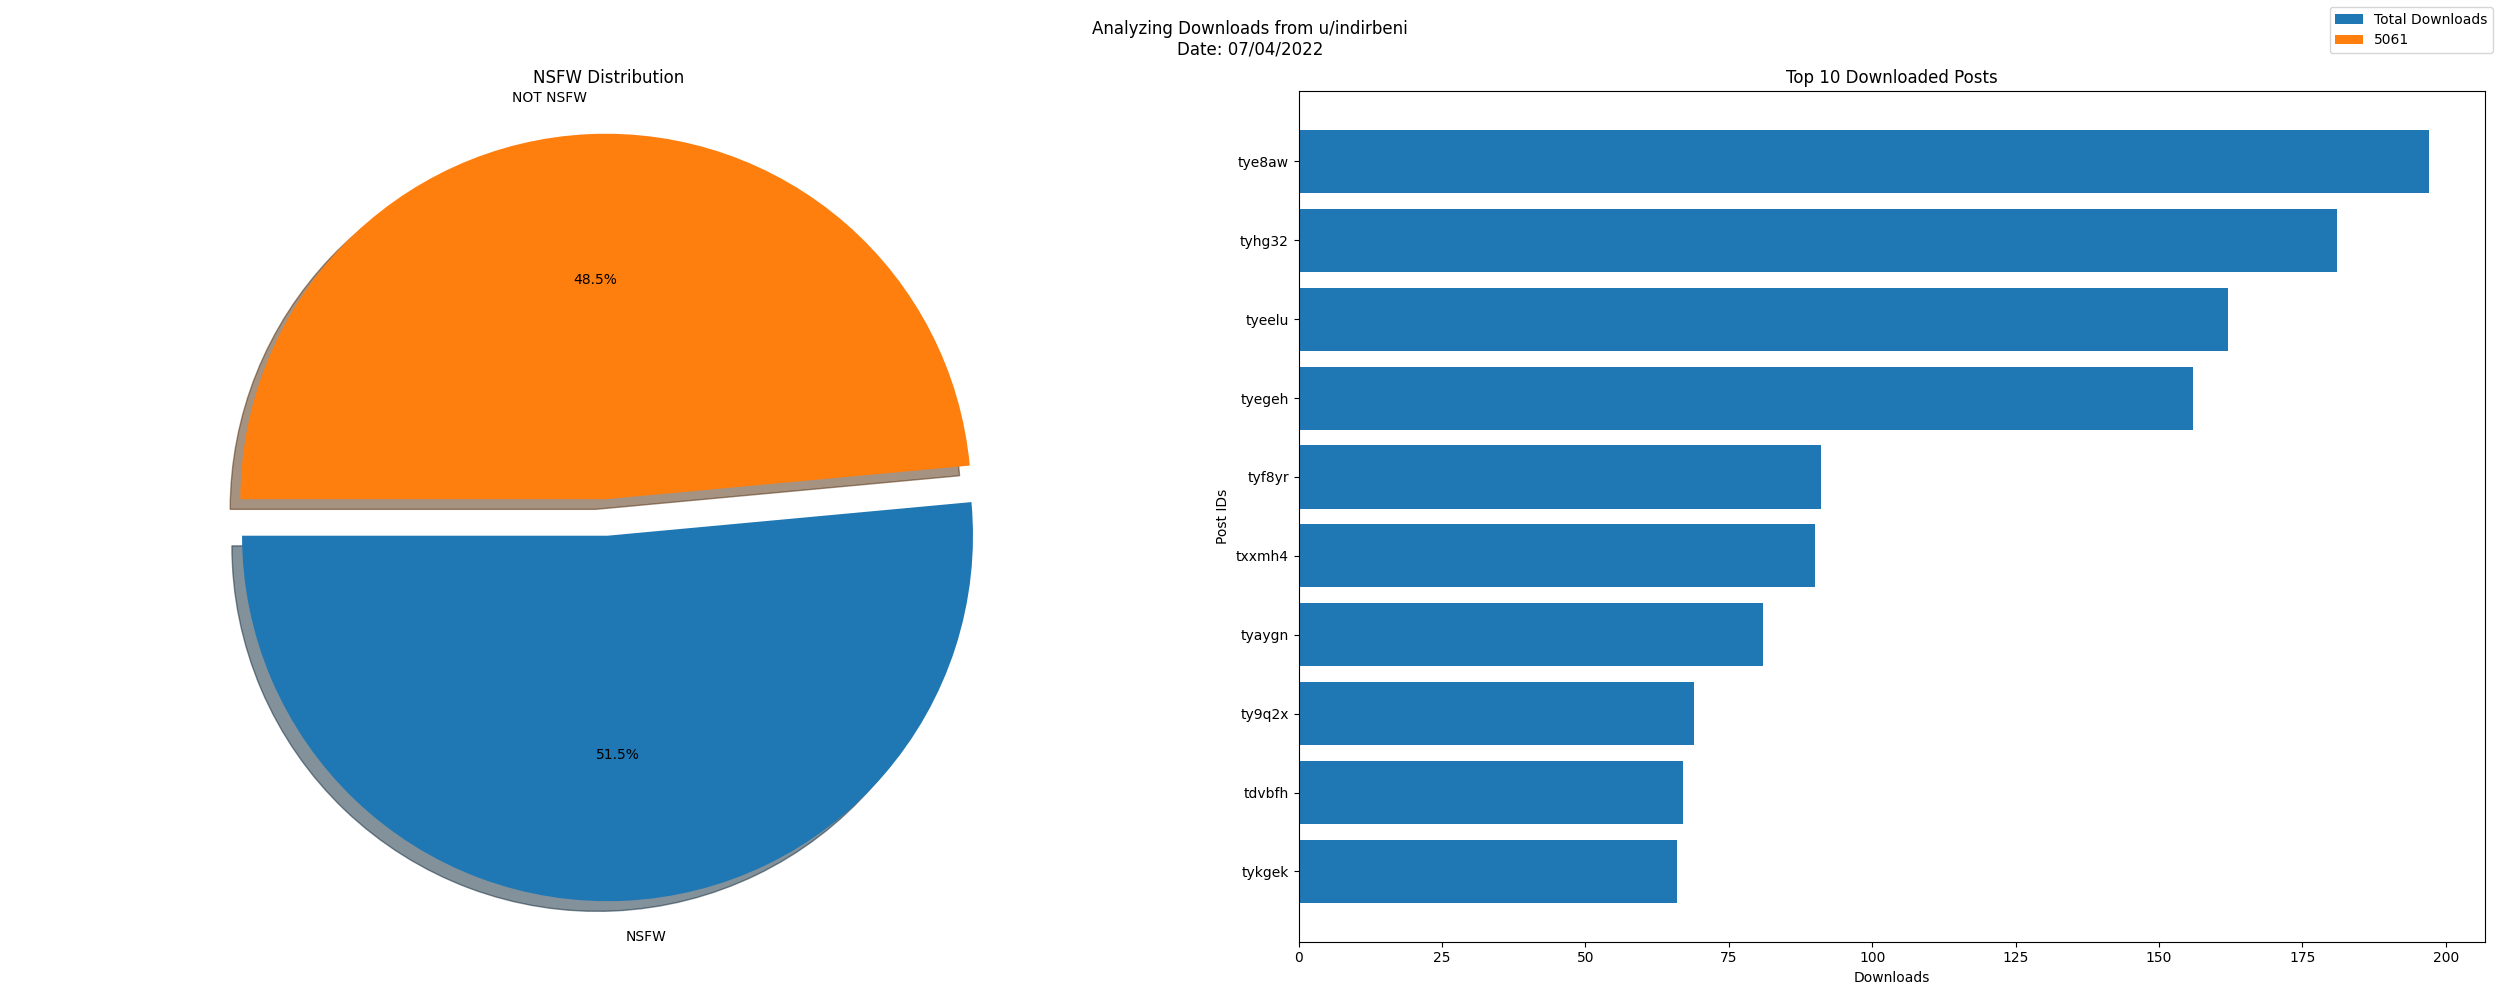 Analyzing Downloads from u/indirbeni
Date: 07/04/2022
Total Downloads
5061
NSFW Distribution
NOT NSFW
48.5%
51.5%
NSFW
Top 10 Downloaded Posts
Post IDs
tye8aw
tyhg32
tyeelu
tyegeh
tyf8yr
txxmh4
tyaygn
ty9q2x
tdvbfh
tykgek
0 25 50 75 100 125 150 175 200
Downloads